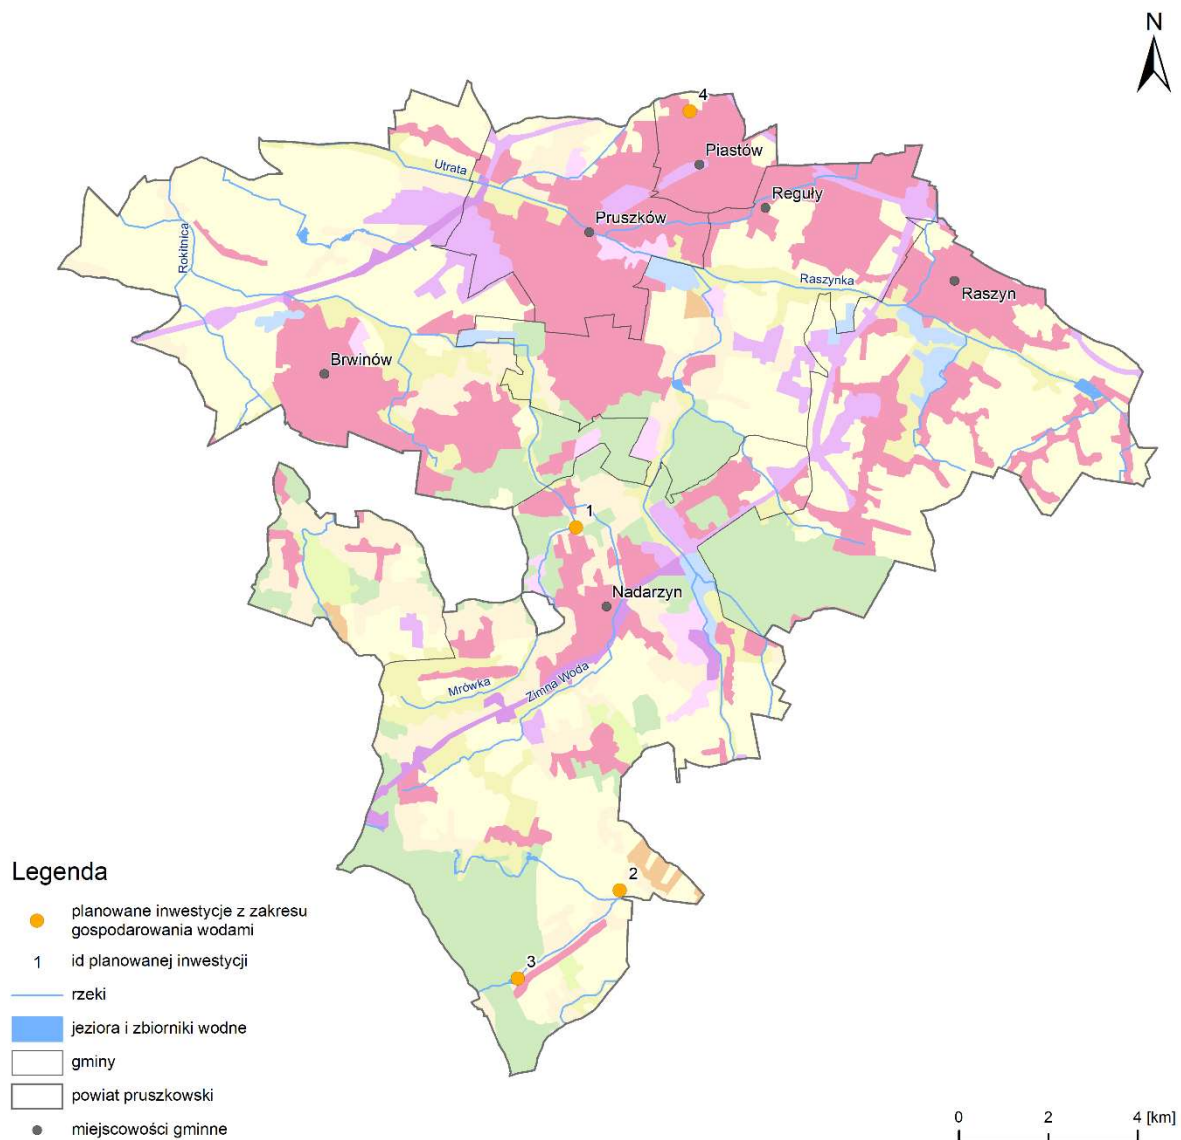 N
4
Piastów
Utrata
Reguły
Pruszków
Rokitnica
Raszynka
Raszyn
Brwinów
1
Nadarzyn
Mrówka
Zimna Woda
2
3
Legenda
planowane inwestycje z zakresu
gospodarowania wodami
1 id planowanej inwestycji
rzeki
jeziora i zbiorniki wodne
gminy
powiat pruszkowski
miejscowości gminne
0 2 4 [km]